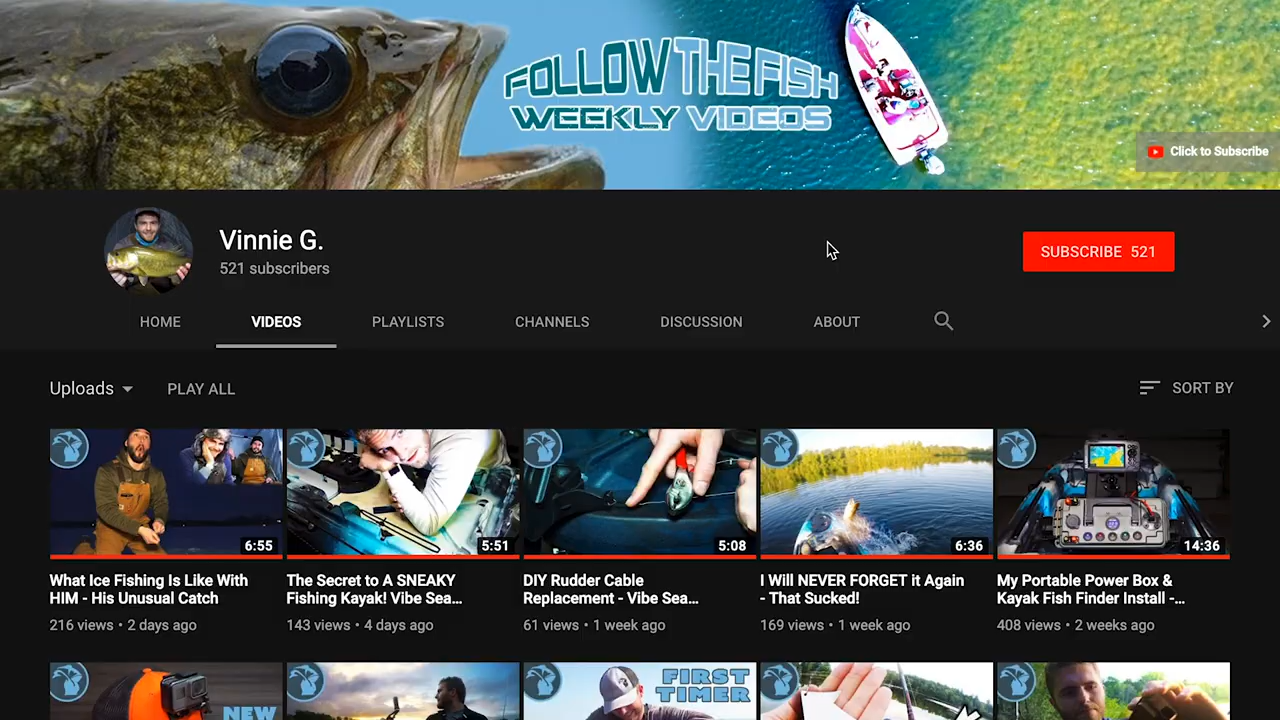 FOLLOW THE FISH
WEEKLY VIDEOS
Click to Subscribe
Vinnie G.
521 subscribers
SUBSCRIBE 521
HOME
VIDEOS
PLAYLISTS
CHANNELS
DISCUSSION
ABOUT
Uploads
PLAY ALL
SORT BY
6:55
5:51
5:08
6:36
14:36
What Ice Fishing Is Like With
HIM - His Unusual Catch
216 views • 2 days ago
The Secret to A SNEAKY
Fishing Kayak! Vibe Sea...
143 views • 4 days ago
DIY Rudder Cable
Replacement - Vibe Sea...
61 views • 1 week ago
I Will NEVER FORGET it Again
- That Sucked!
169 views • 1 week ago
My Portable Power Box &
Kayak Fish Finder Install -...
408 views • 2 weeks ago
NEW
FIRST
TIMER